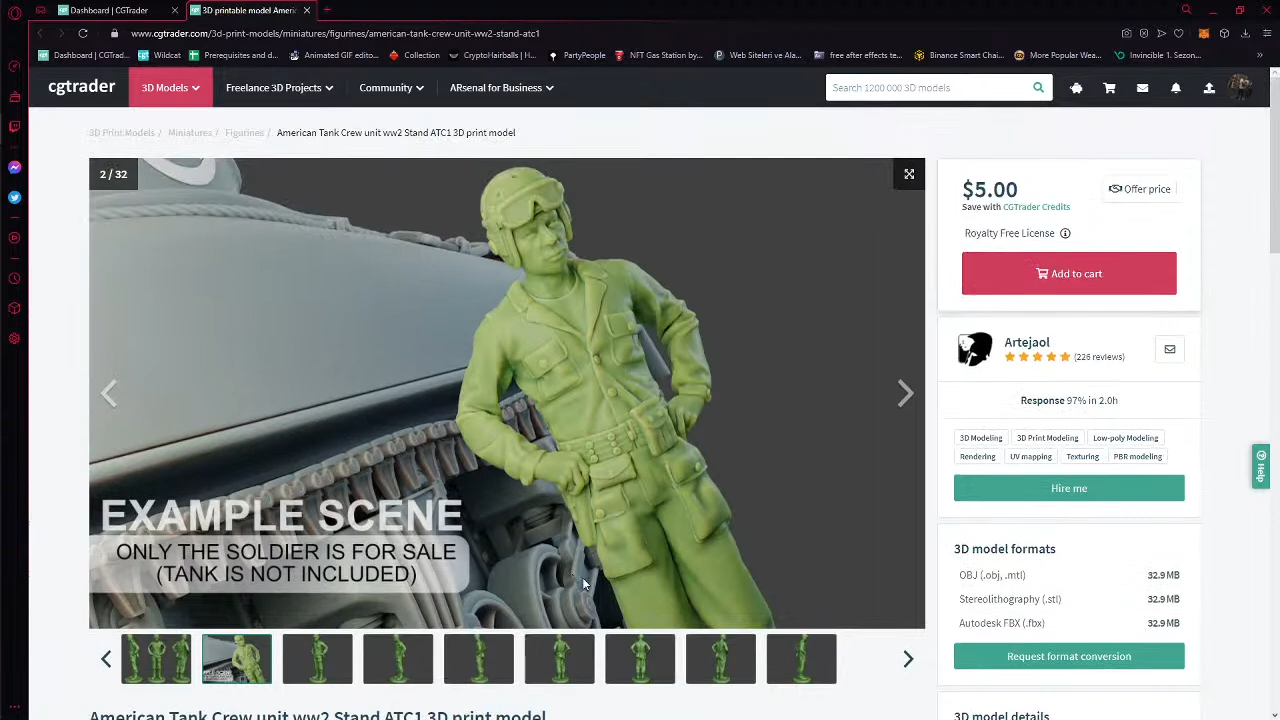 Dashboard | CGTrader
3D printable model Ameri
www.cgtrader.com/3d-print-models/miniatures/figurines/american-tank-crew-unit-ww2-stand-atc1
Dashboard | CGTrad...
Wildcat
Prerequisites and d...
Animated GIF editor...
Collection
CryptoHairballs | H...
PartyPeople
NFT Gas Station by...
Web Siteleri ve Ala...
free after effects te...
Binance Smart Chai...
More Popular Wea...
Invincible 1. Sezon...
cgtrader
3D Models
Freelance 3D Projects
Community
ARsenal for Business
Search 1200 000 3D models
3D Print Models / Miniatures / Figurines / American Tank Crew unit ww2 Stand ATC1 3D print model
2 / 32
EXAMPLE SCENE
ONLY THE SOLDIER IS FOR SALE
(TANK IS NOT INCLUDED)
$5.00
Offer price
Save with CGTrader Credits
Royalty Free License
Add to cart
Artejaol
(226 reviews)
Response 97% in 2.0h
3D Modeling
3D Print Modeling
Low-poly Modeling
Rendering
UV mapping
Texturing
PBR modeling
Hire me
Help
3D model formats
OBJ (.obj, .mtl) 32.9 MB
Stereolithography (.stl) 32.9 MB
Autodesk FBX (.fbx) 32.9 MB
Request format conversion
American Tank Crew unit ww2 Stand ATC1 3D print model
3D model details